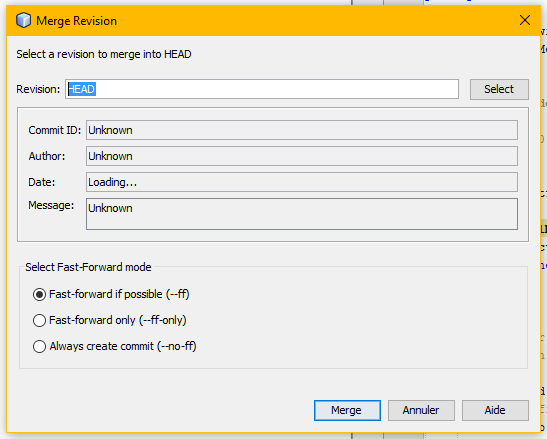 Merge Revision
Select a revision to merge into HEAD
Revision: HEAD Select
Commit ID: Unknown
Author: Unknown
Date: Loading...
Message: Unknown
Select Fast-Forward mode
Fast-forward if possible (--ff)
Fast-forward only (--ff-only)
Always create commit (--no-ff)
Merge Annuler Aide